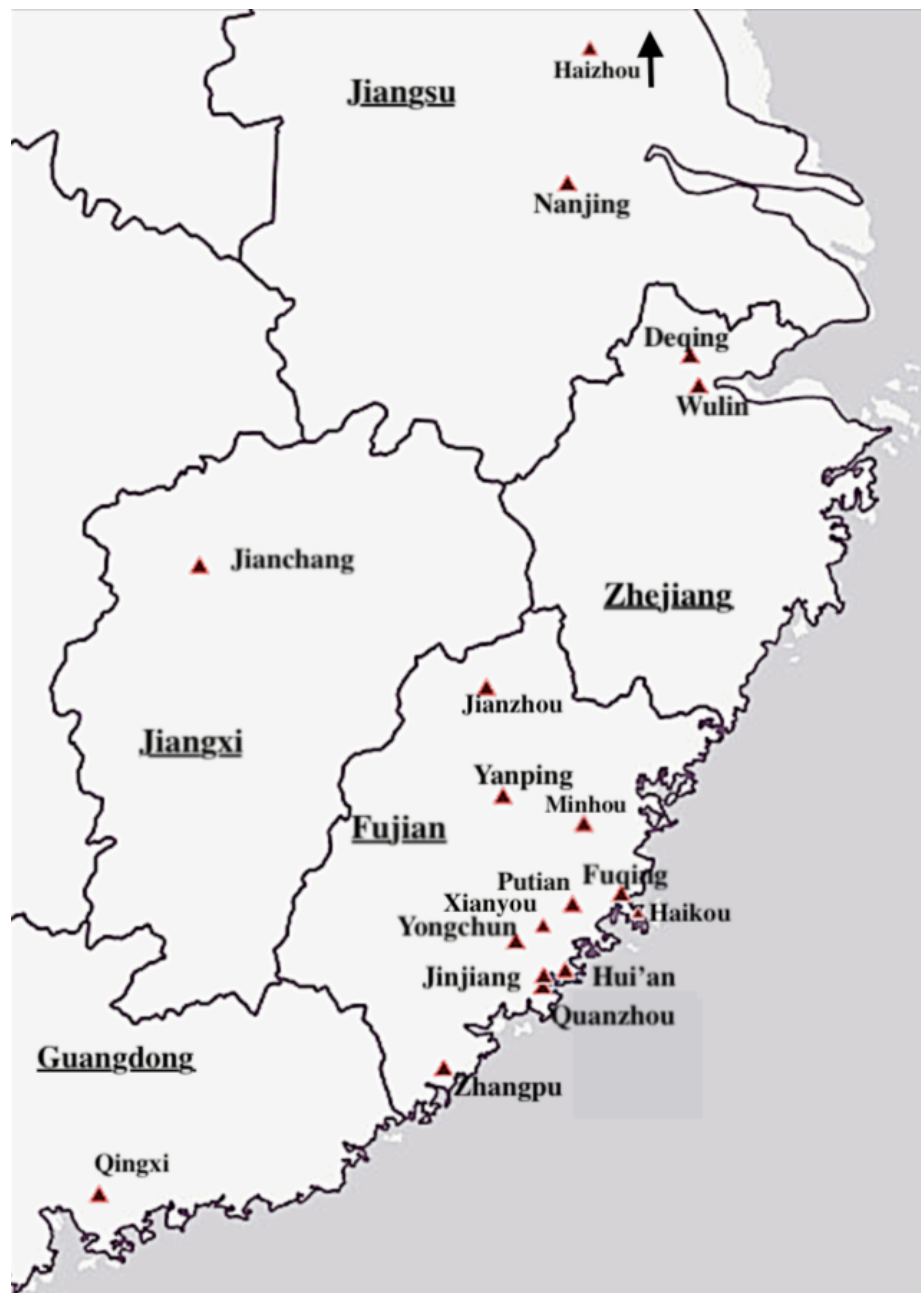 Haizhou
Jiangsu
Nanjing
Deqing
Wulin
Jianchang
Zhejiang
Jianzhou
Jiangxi
Yanping
Minhou
Fujian
Fuqing
Putian
Xianyou
Haikou
Yongchun
Jinjiang
Hui'an
Quanzhou
Guangdong
Zhangpu
Qingxi